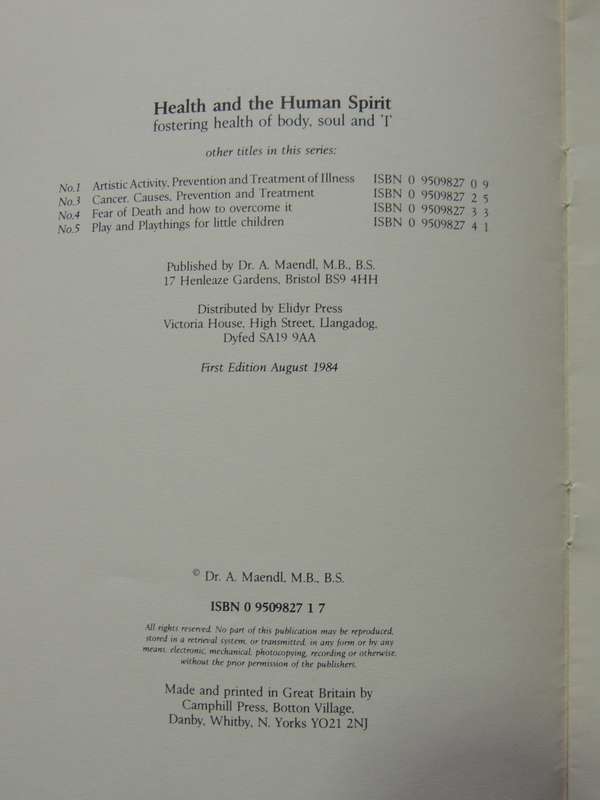 Health and the Human Spirit
fostering health of body, soul and 'I'
other titles in this series:
No.1 Artistic Activity, Prevention and Treatment of Illness ISBN 0 9509827 0 9
No.3 Cancer, Causes, Prevention and Treatment ISBN 0 9509827 2 5
No.4 Fear of Death and how to overcome it ISBN 0 9509827 3 3
No.5 Play and Playthings for little children ISBN 0 9509827 4 1
Published by Dr. A. Maendl, M.B., B.S.
17 Henleaze Gardens, Bristol BS9 4HH
Distributed by Elidyr Press
Victoria House, High Street, Llangadog,
Dyfed SA19 9AA
First Edition August 1984
© Dr. A. Maendl, M.B., B.S.
ISBN 0 9509827 1 7
All rights reserved. No part of this publication may be reproduced,
stored in a retrieval system, or transmitted, in any form or by any
means, electronic, mechanical, photocopying, recording or otherwise,
without the prior permission of the publishers.
Made and printed in Great Britain by
Camphill Press, Botton Village,
Danby, Whitby, N. Yorks YO21 2NJ